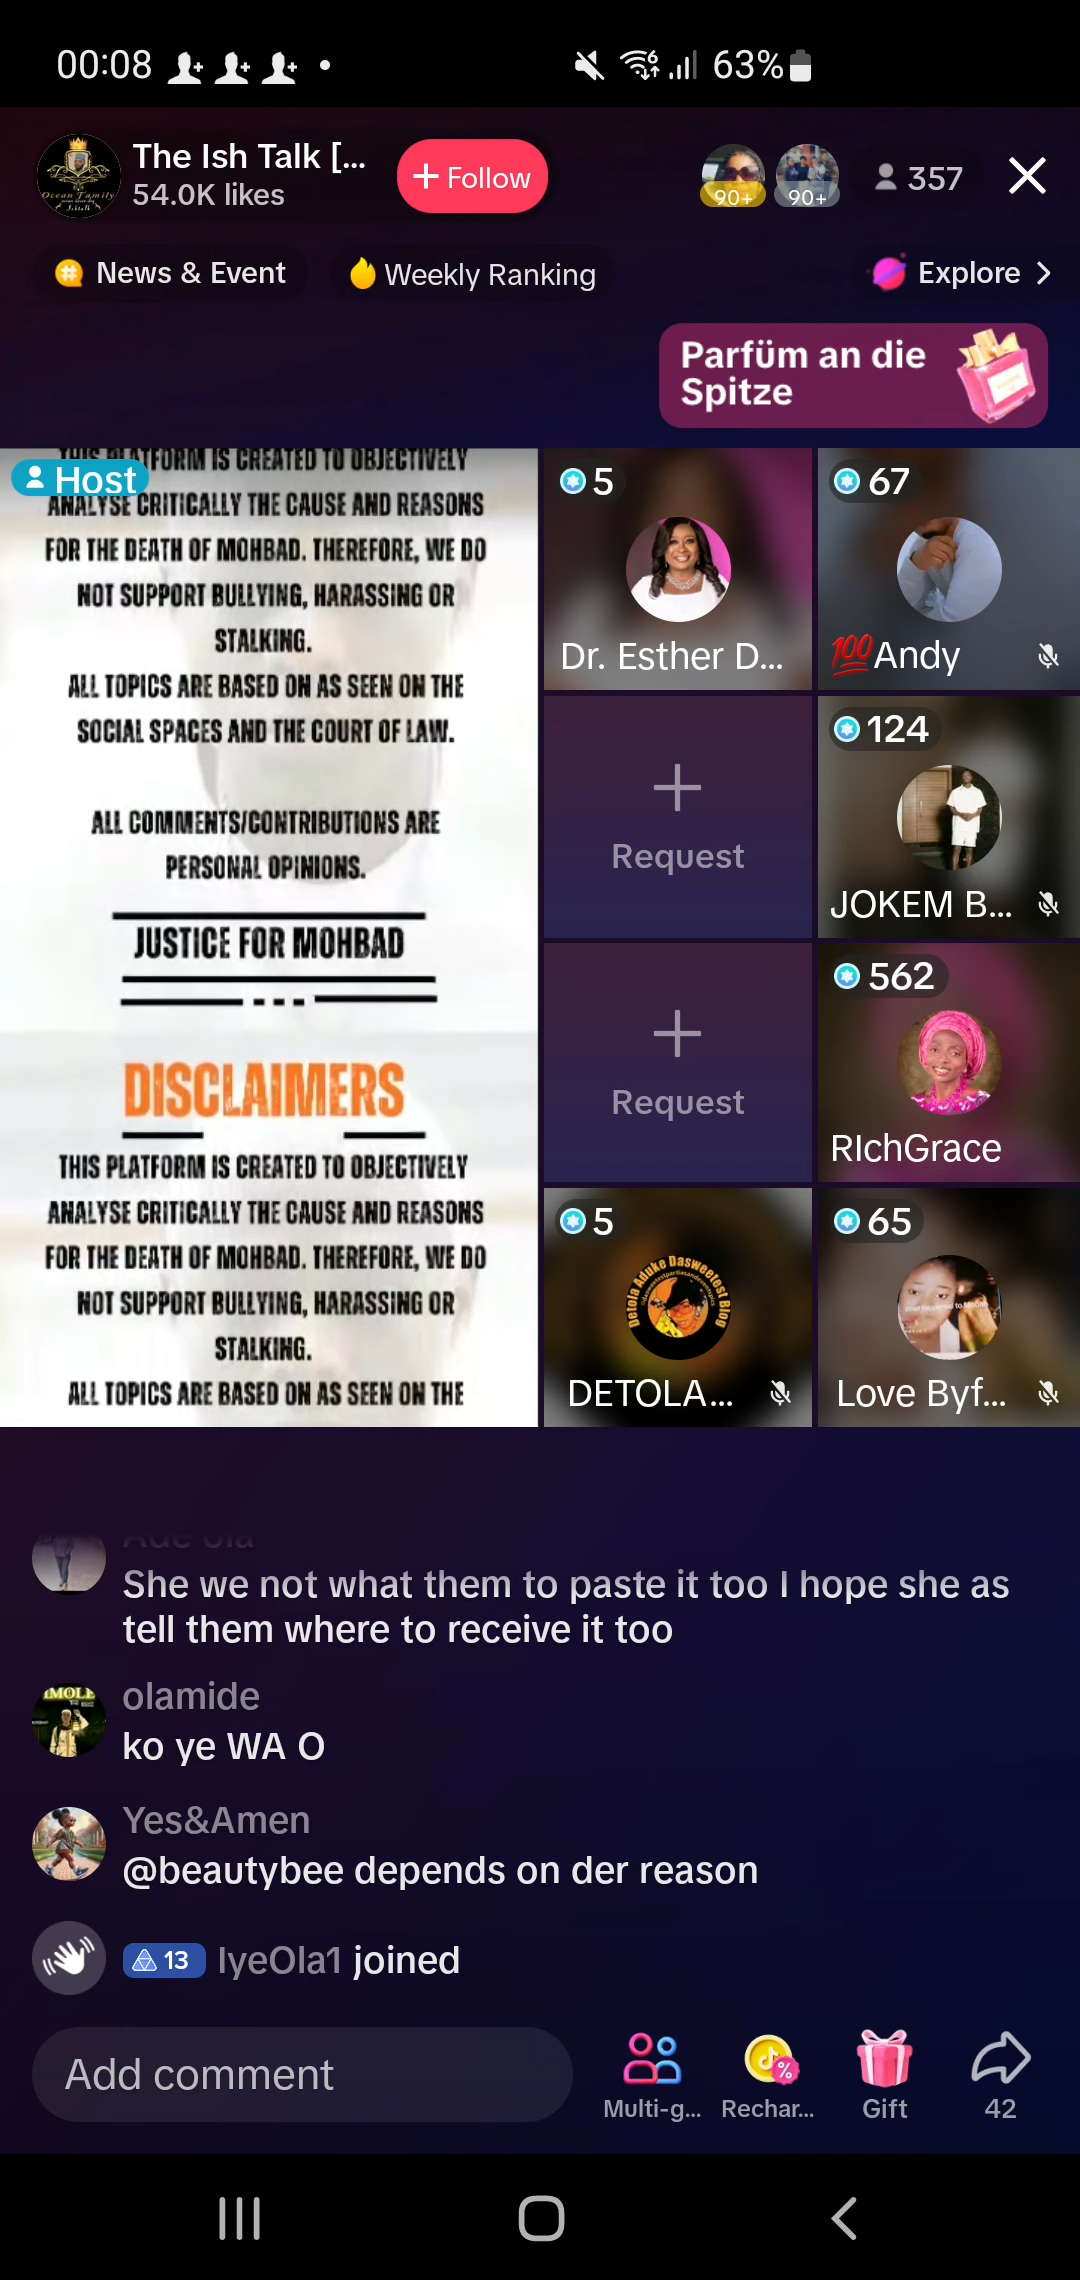 00:08
63%
The Ish Talk [...
54.0K likes
+ Follow
90+
90+
357
News & Event
Weekly Ranking
Explore >
Parfüm an die
Spitze
Host
THIS PLATFORM IS CREATED TO OBJECTIVELY
ANALYSE CRITICALLY THE CAUSE AND REASONS
FOR THE DEATH OF MOHBAD. THEREFORE, WE DO
NOT SUPPORT BULLYING, HARASSING OR
STALKING.
ALL TOPICS ARE BASED ON AS SEEN ON THE
SOCIAL SPACES AND THE COURT OF LAW.
ALL COMMENTS/CONTRIBUTIONS ARE
PERSONAL OPINIONS.
JUSTICE FOR MOHBAD
DISCLAIMERS
THIS PLATFORM IS CREATED TO OBJECTIVELY
ANALYSE CRITICALLY THE CAUSE AND REASONS
FOR THE DEATH OF MOHBAD. THEREFORE, WE DO
NOT SUPPORT BULLYING, HARASSING OR
STALKING.
ALL TOPICS ARE BASED ON AS SEEN ON THE
5
Dr. Esther D...
67
💯Andy
Request
124
JOKEM B...
Request
562
RIchGrace
5
Detola Aduke Dasweetest Blog
DETOLA...
65
Love Byf...
Ade ola
She we not what them to paste it too I hope she as
tell them where to receive it too
olamide
ko ye WA O
Yes&Amen
@beautybee depends on der reason
13 IyeOla1 joined
Add comment
Multi-g...
Rechar...
Gift
42